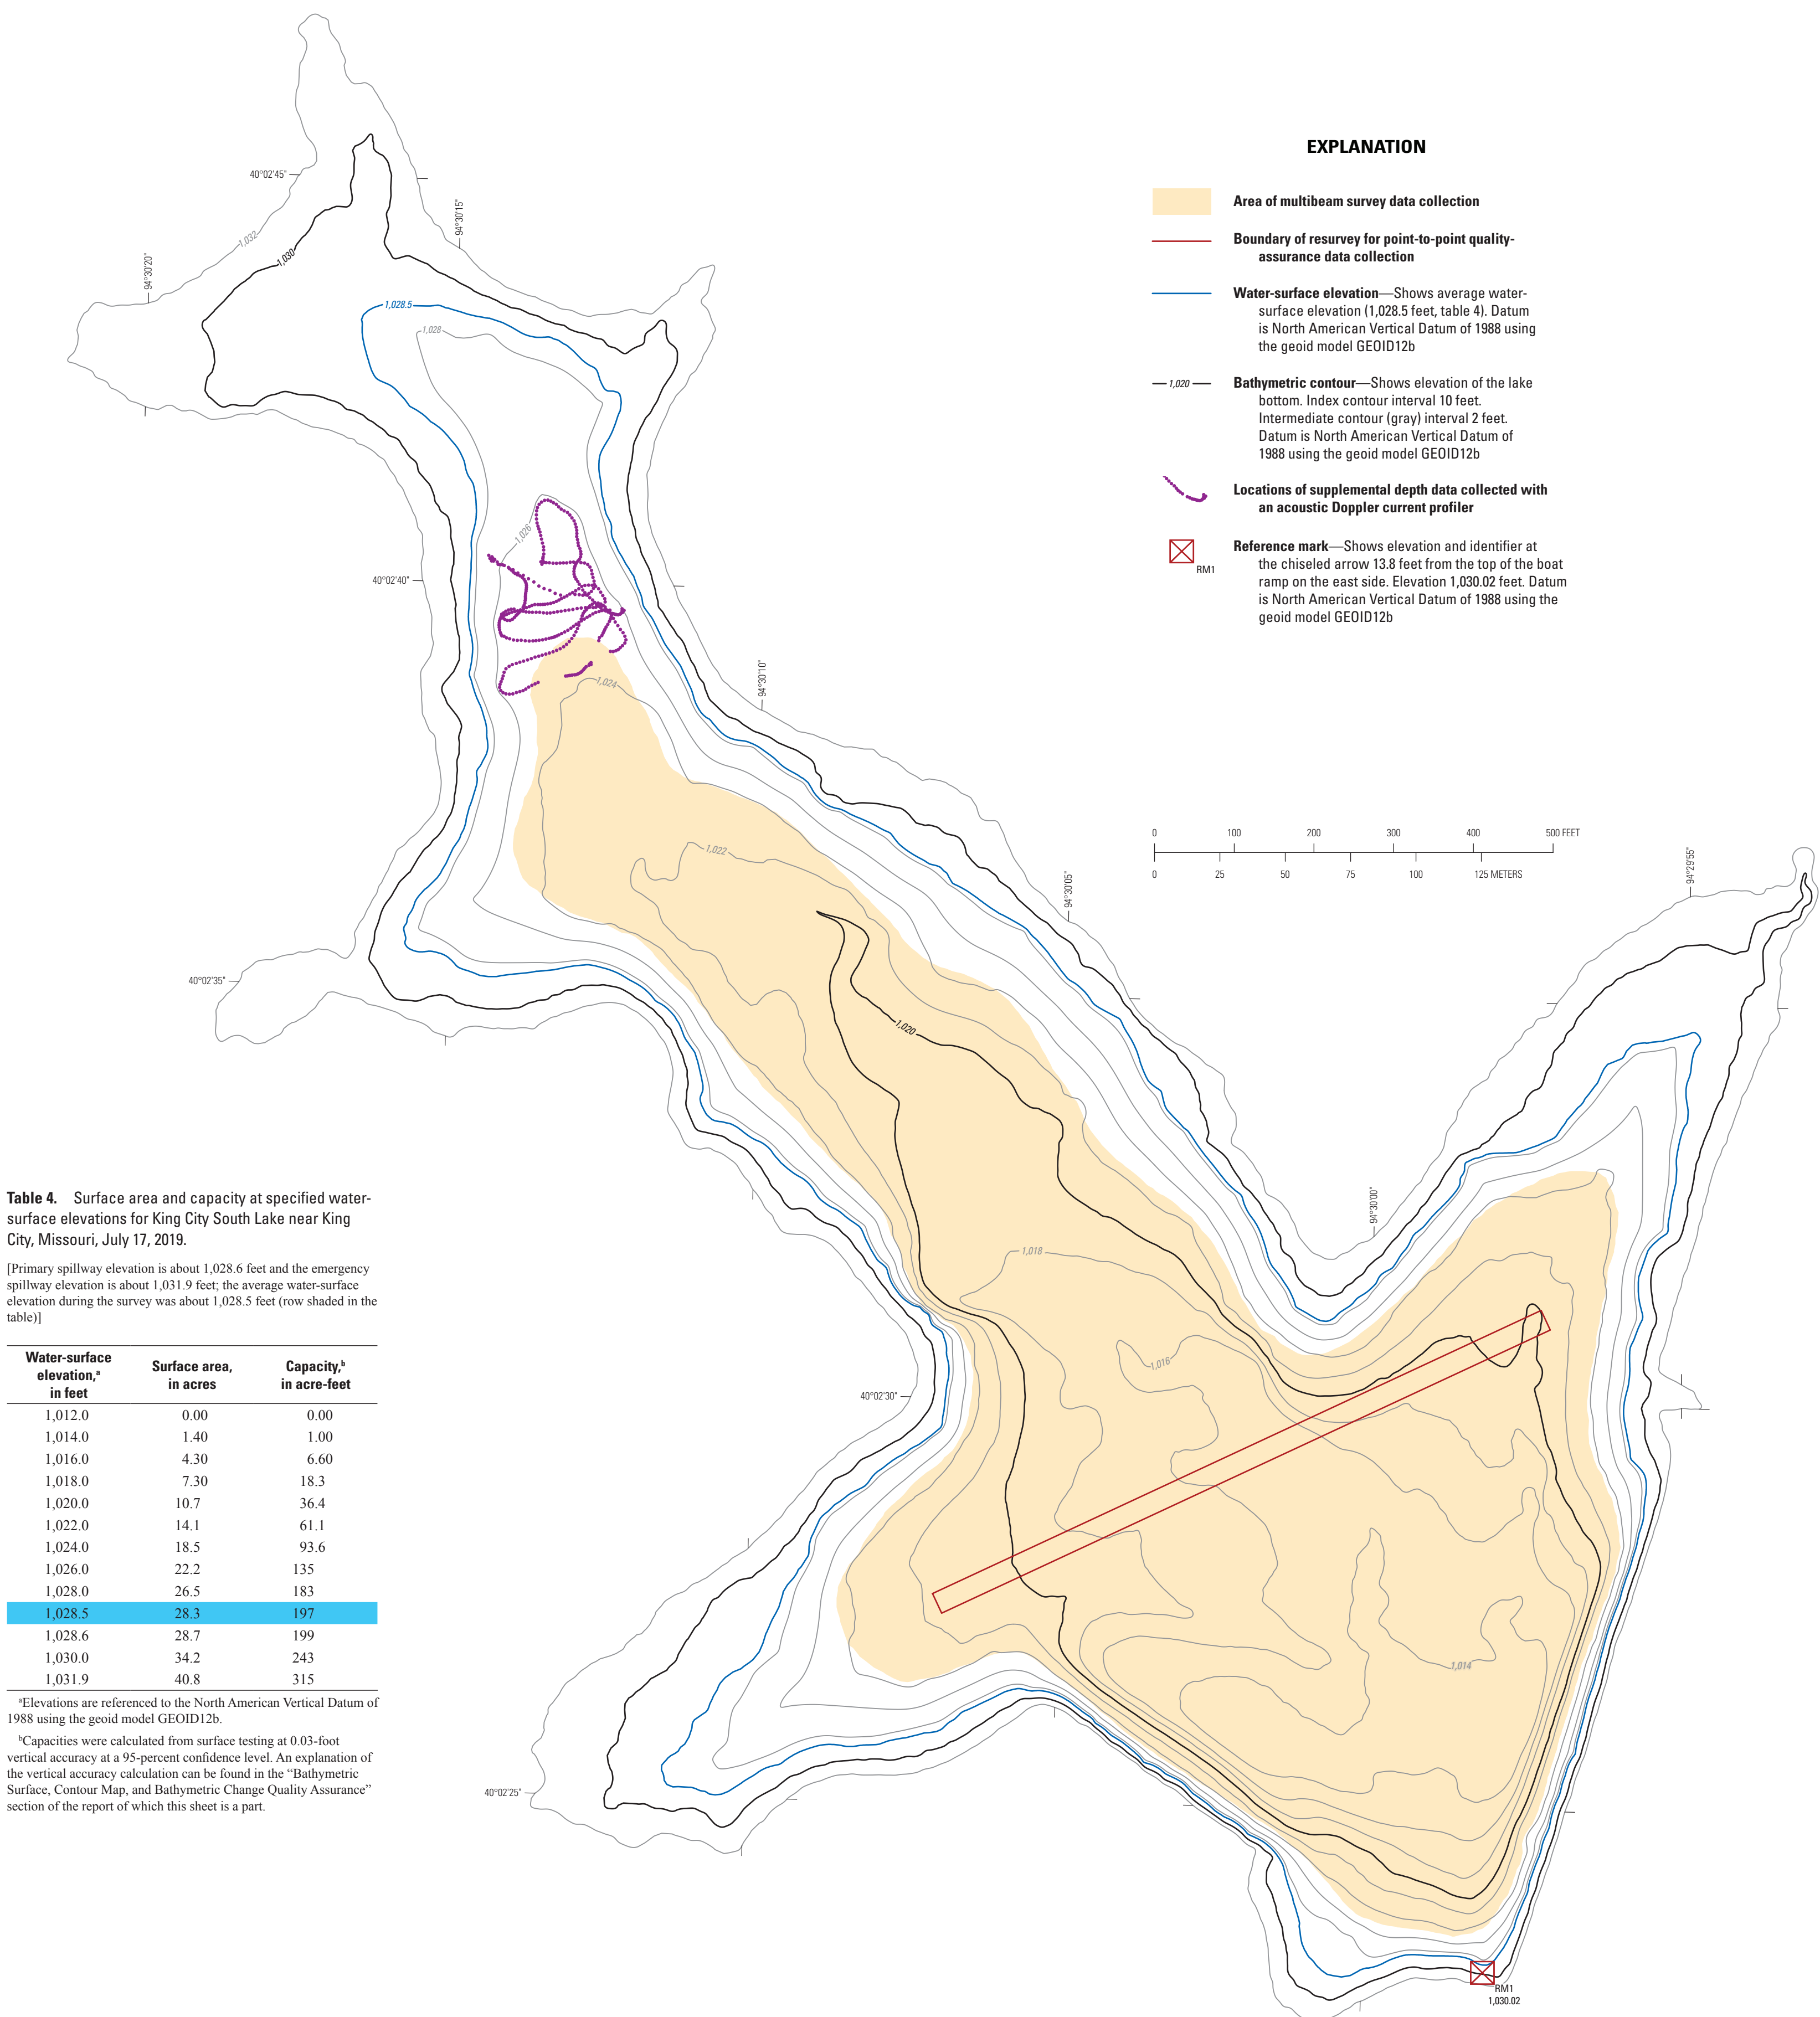 40°02'45"
94°30'15"
1,032
1,030
94°30'20"
1,028.5
1,028
1,026
40°02'40"
1,024
94°30'10"
1,022
94°30'05"
40°02'35"
1,020
94°29'55"
94°30'00"
1,018
1,016
40°02'30"
1,014
40°02'25"
RM1
1,030.02
EXPLANATION
Area of multibeam survey data collection
Boundary of resurvey for point-to-point quality-
assurance data collection
Water-surface elevation—Shows average water-
surface elevation (1,028.5 feet, table 4). Datum
is North American Vertical Datum of 1988 using
the geoid model GEOID12b
1,020
Bathymetric contour—Shows elevation of the lake
bottom. Index contour interval 10 feet.
Intermediate contour (gray) interval 2 feet.
Datum is North American Vertical Datum of
1988 using the geoid model GEOID12b
Locations of supplemental depth data collected with
an acoustic Doppler current profiler
RM1
Reference mark—Shows elevation and identifier at
the chiseled arrow 13.8 feet from the top of the boat
ramp on the east side. Elevation 1,030.02 feet. Datum
is North American Vertical Datum of 1988 using the
geoid model GEOID12b
0 100 200 300 400 500 FEET
0 25 50 75 100 125 METERS
Table 4. Surface area and capacity at specified water-
surface elevations for King City South Lake near King
City, Missouri, July 17, 2019.
[Primary spillway elevation is about 1,028.6 feet and the emergency
spillway elevation is about 1,031.9 feet; the average water-surface
elevation during the survey was about 1,028.5 feet (row shaded in the
table)]
Water-surface
elevation,a
in feet
Surface area,
in acres
Capacity,b
in acre-feet
1,012.0 0.00 0.00
1,014.0 1.40 1.00
1,016.0 4.30 6.60
1,018.0 7.30 18.3
1,020.0 10.7 36.4
1,022.0 14.1 61.1
1,024.0 18.5 93.6
1,026.0 22.2 135
1,028.0 26.5 183
1,028.5 28.3 197
1,028.6 28.7 199
1,030.0 34.2 243
1,031.9 40.8 315
aElevations are referenced to the North American Vertical Datum of
1988 using the geoid model GEOID12b.
bCapacities were calculated from surface testing at 0.03-foot
vertical accuracy at a 95-percent confidence level. An explanation of
the vertical accuracy calculation can be found in the “Bathymetric
Surface, Contour Map, and Bathymetric Change Quality Assurance”
section of the report of which this sheet is a part.